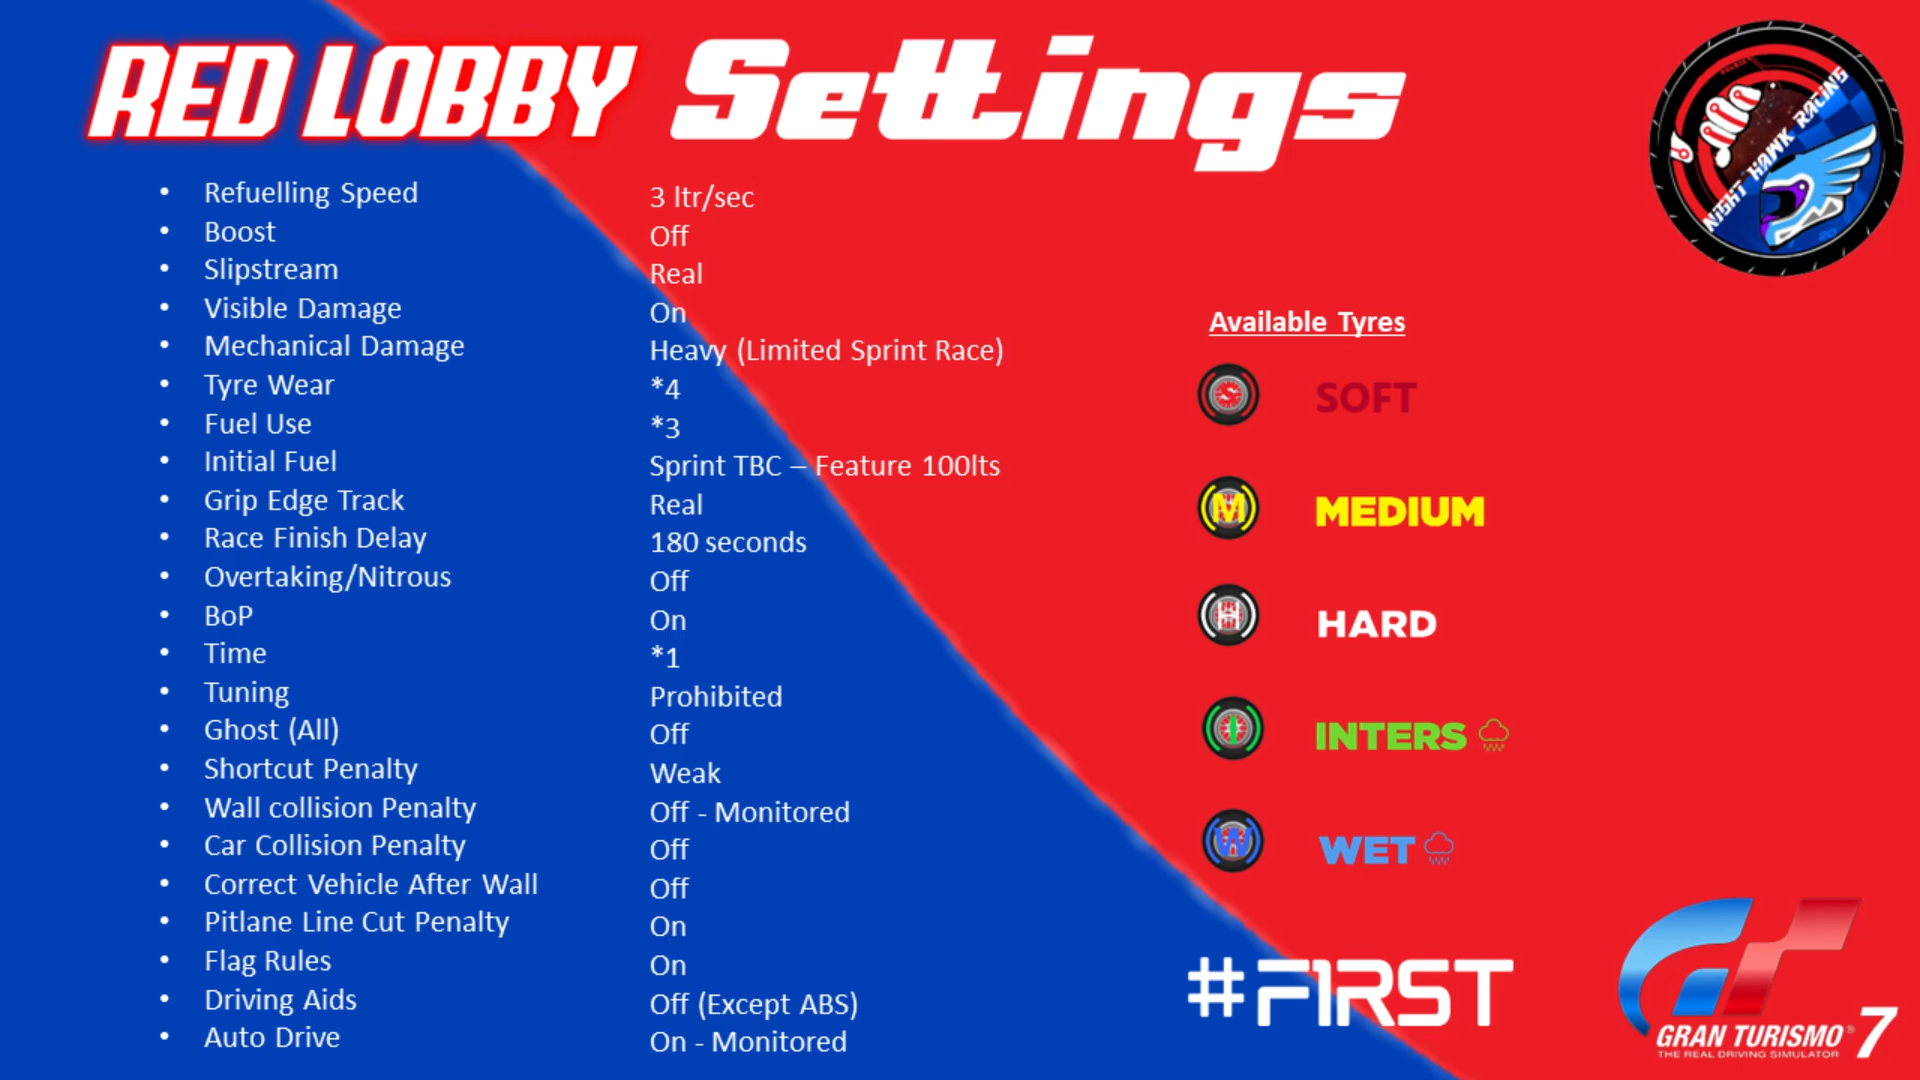 RED LOBBY Settings
• Refuelling Speed 3 ltr/sec
• Boost Off
• Slipstream Real
• Visible Damage On
• Mechanical Damage Heavy (Limited Sprint Race)
• Tyre Wear *4
• Fuel Use *3
• Initial Fuel Sprint TBC – Feature 100lts
• Grip Edge Track Real
• Race Finish Delay 180 seconds
• Overtaking/Nitrous Off
• BoP On
• Time *1
• Tuning Prohibited
• Ghost (All) Off
• Shortcut Penalty Weak
• Wall collision Penalty Off - Monitored
• Car Collision Penalty Off
• Correct Vehicle After Wall Off
• Pitlane Line Cut Penalty On
• Flag Rules On
• Driving Aids Off (Except ABS)
• Auto Drive On - Monitored
NIGHT HAWK RACING
Available Tyres
S SOFT
M MEDIUM
H HARD
I INTERS
W WET
#F1RST
GRAN TURISMO® 7
THE REAL DRIVING SIMULATOR